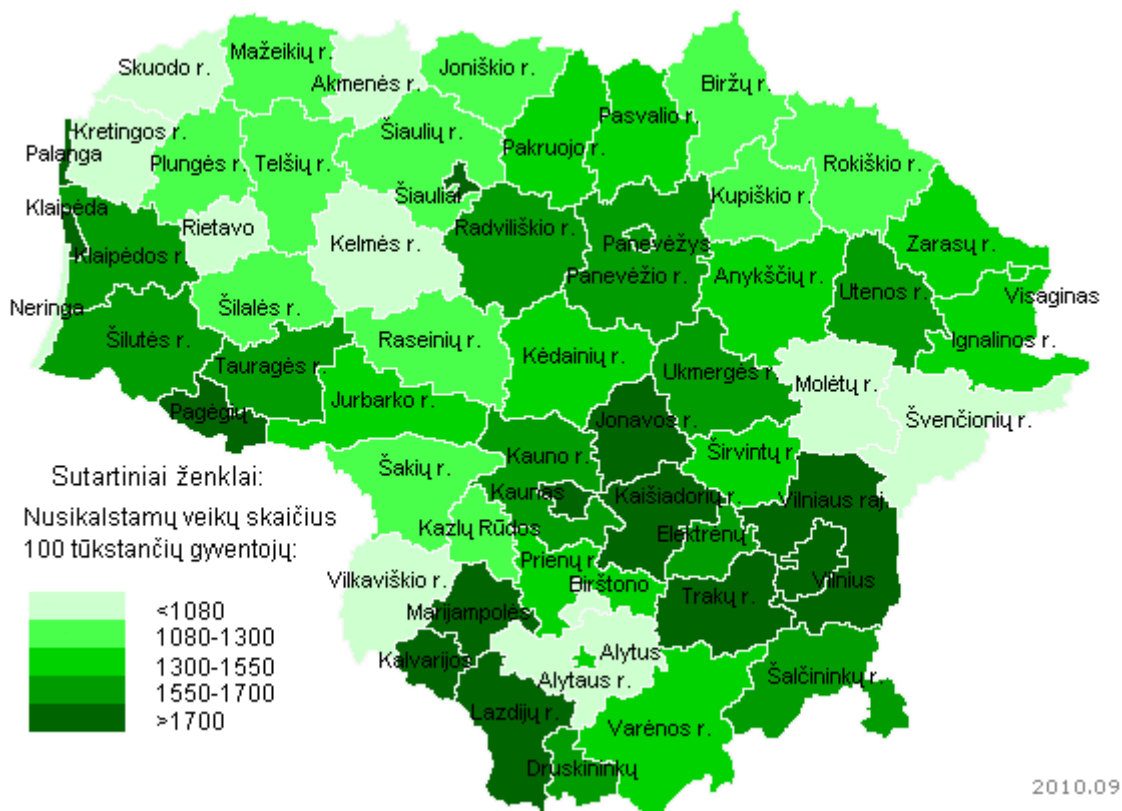 Skuodo r.
Mažeikių r.
Akmenės r.
Joniškio r.
Biržų r.
Kretingos r.
Palanga
Plungės r.
Telšių r.
Šiaulių r.
Pakruojo r.
Pasvalio r.
Rokiškio r.
Šiauliai
Kupiškio r.
Klaipėda
Rietavo
Kelmės r.
Radviliškio r.
Panevėžys
Zarasų r.
Klaipėdos r.
Panevėžio r.
Anykščių r.
Utenos r.
Visaginas
Neringa
Šilalės r.
Šilutės r.
Raseinių r.
Kėdainių r.
Ignalinos r.
Tauragės r.
Ukmergės r.
Molėtų r.
Jurbarko r.
Pagėgių
Jonavos r.
Švenčionių r.
Šakių r.
Kauno r.
Širvintų r.
Kaunas
Kaišiadorių r.
Vilniaus raj.
Kazlų Rūdos
Elektrėnų
Prienų r.
Vilkaviškio r.
Birštono
Trakų r.
Vilnius
Marijampolės
Kalvarijos
Alytus
Alytaus r.
Šalčininkų r.
Lazdijų r.
Varėnos r.
Druskininkų
Sutartiniai ženklai:
Nusikalstamų veikų skaičius
100 tūkstančių gyventojų:
<1080
1080-1300
1300-1550
1550-1700
>1700
2010.09